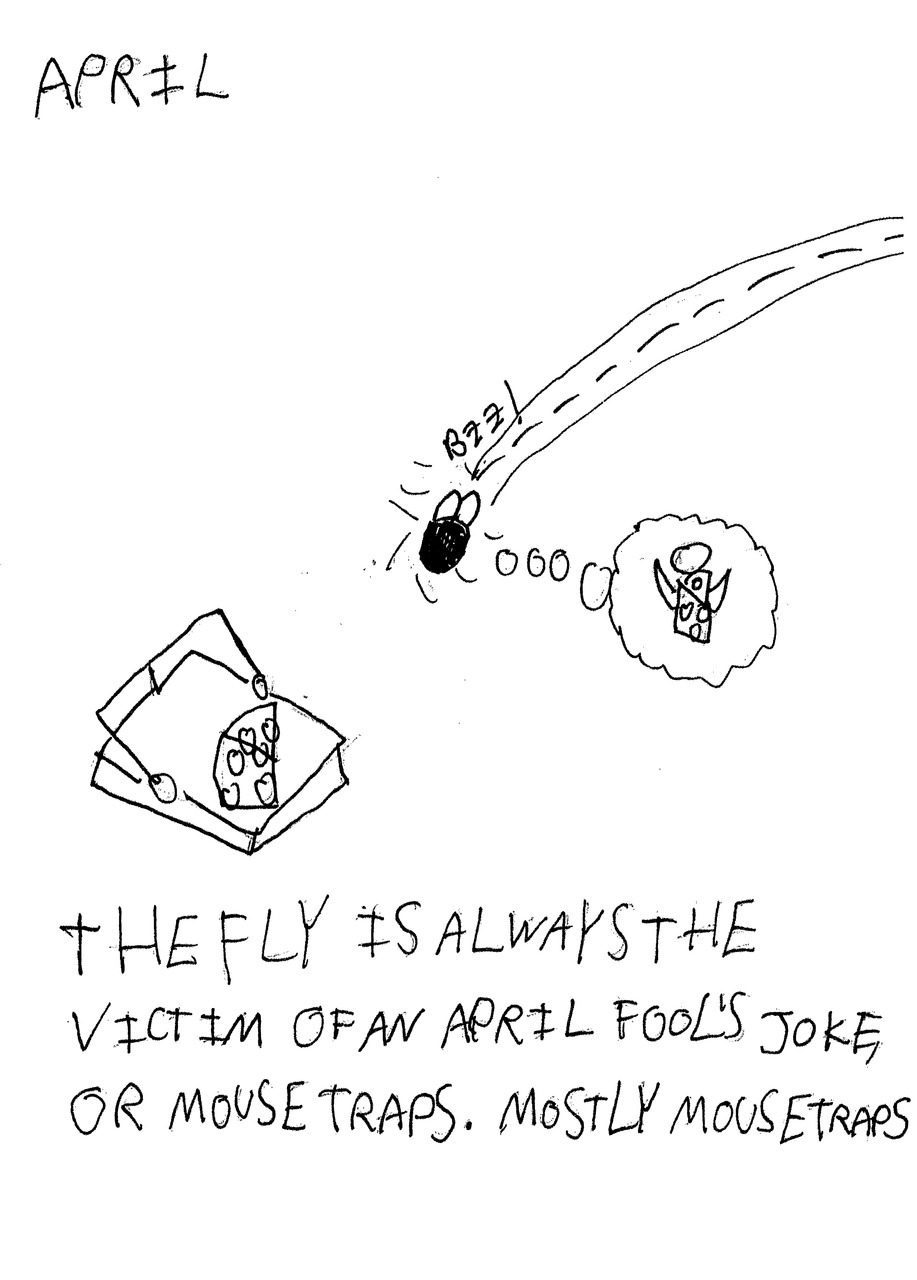 APRIL
BZZ!
THE FLY IS ALWAYS THE
VICTIM OF AN APRIL FOOL'S JOKE,
OR MOUSE TRAPS. MOSTLY MOUSETRAPS